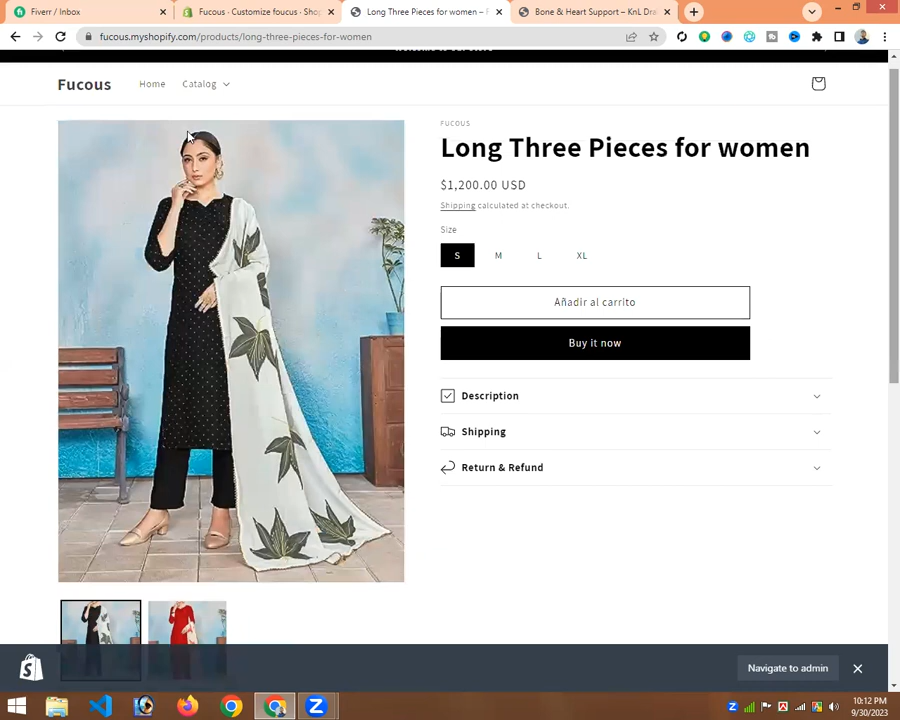 Fiverr / Inbox
Fucous · Customize foucus · Shop
Long Three Pieces for women – F
Bone & Heart Support – KnL Dra
fucous.myshopify.com/products/long-three-pieces-for-women
Fucous
Home
Catalog
FUCOUS
Long Three Pieces for women
$1,200.00 USD
Shipping calculated at checkout.
Size
S M L XL
Añadir al carrito
Buy it now
Description
Shipping
Return & Refund
Navigate to admin
10:12 PM
9/30/2023